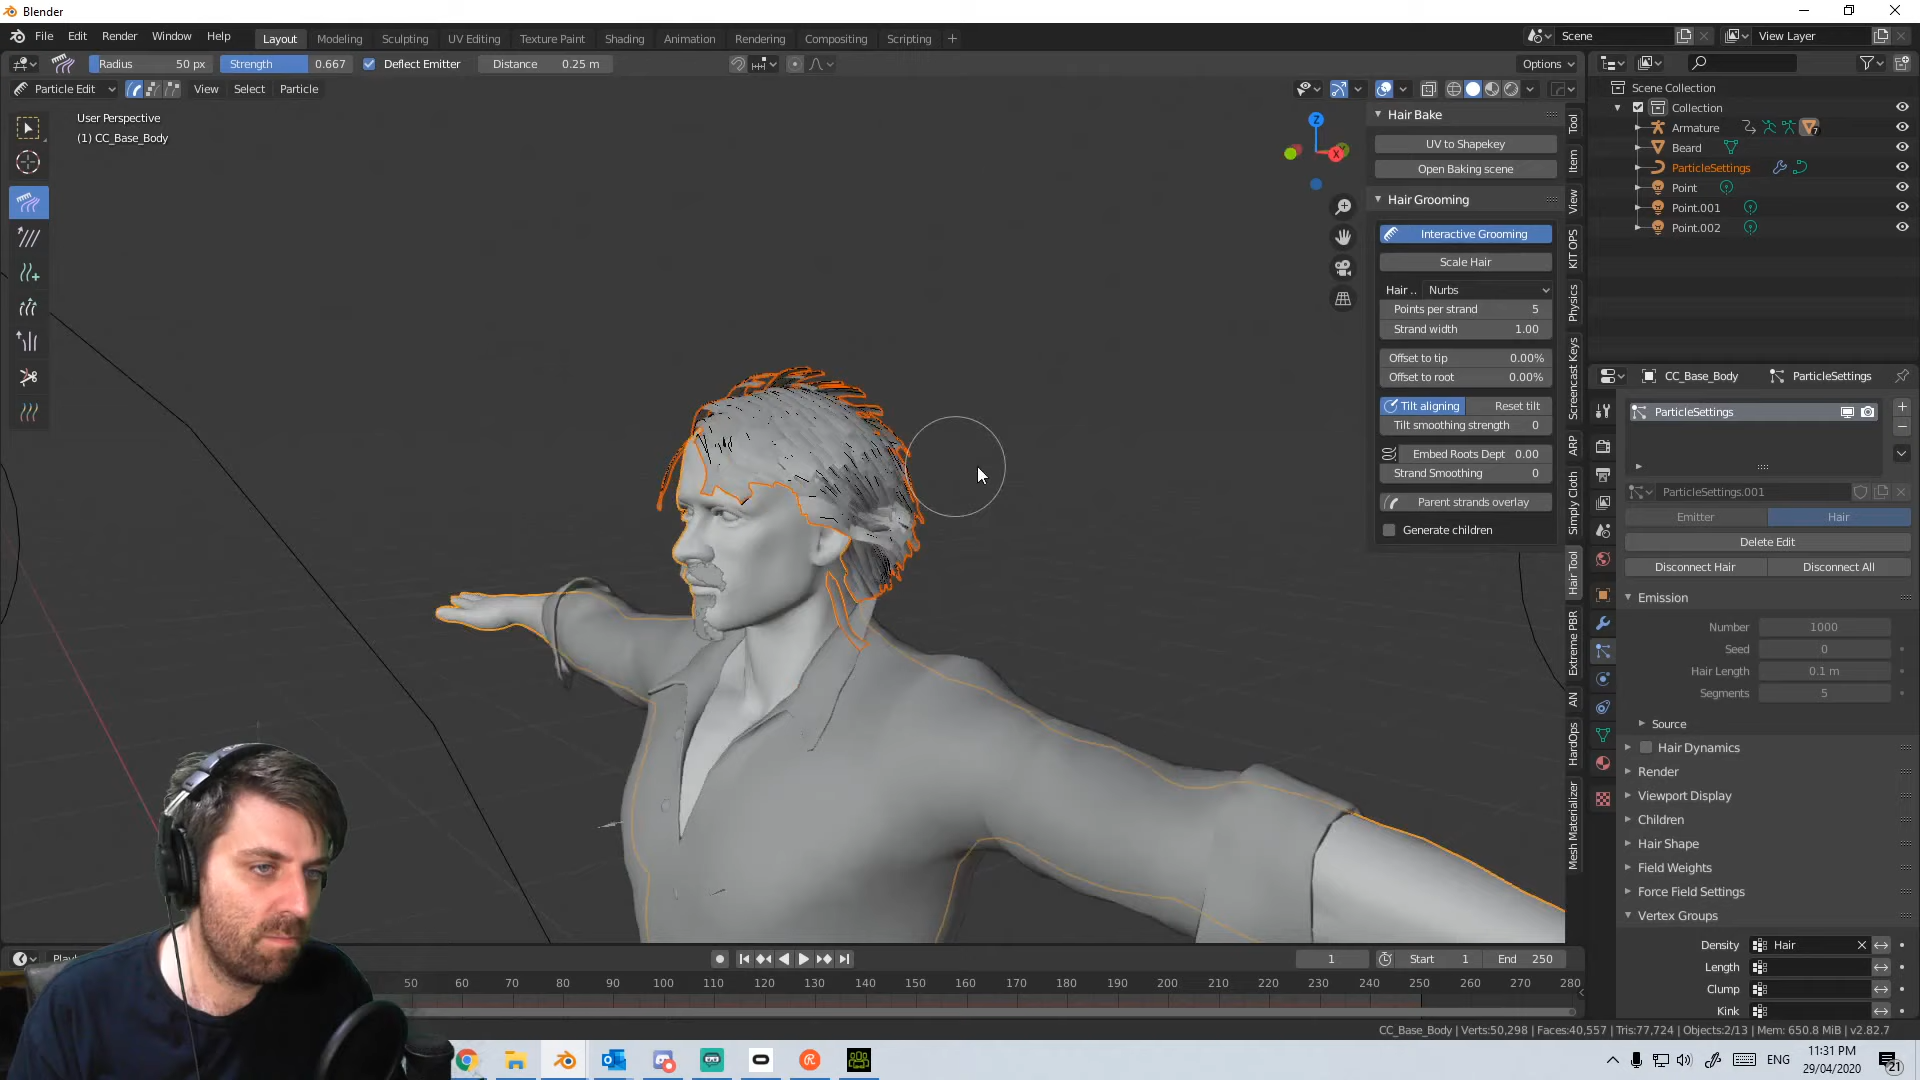 Blender
File Edit Render Window Help
Layout Modeling Sculpting UV Editing Texture Paint Shading Animation Rendering Compositing Scripting
Scene
View Layer
Radius 50 px
Strength 0.667
Deflect Emitter
Distance 0.25 m
Options
Particle Edit
View Select Particle
User Perspective
(1) CC_Base_Body
Z
X
Hair Bake
UV to Shapekey
Open Baking scene
Hair Grooming
Interactive Grooming
Scale Hair
Hair .. Nurbs
Points per strand 5
Strand width 1.00
Offset to tip 0.00%
Offset to root 0.00%
Tilt aligning Reset tilt
Tilt smoothing strength 0
Embed Roots Dept 0.00
Strand Smoothing 0
Parent strands overlay
Generate children
Tool
Item
View
KIT OPS
Physics
Screencast Keys
ARP
Simply Cloth
Hair Tool
Extreme PBR
AN
HardOps
Mesh Materializer
Scene Collection
Collection
Armature 7
Beard
ParticleSettings
Point
Point.001
Point.002
CC_Base_Body ParticleSettings
ParticleSettings
ParticleSettings.001
Emitter Hair
Delete Edit
Disconnect Hair Disconnect All
Emission
Number 1000
Seed 0
Hair Length 0.1 m
Segments 5
Source
Hair Dynamics
Render
Viewport Display
Children
Hair Shape
Field Weights
Force Field Settings
Vertex Groups
Density Hair
Length
Clump
Kink
1 Start 1 End 250
50 60 70 80 90 100 110 120 130 140 150 160 170 180 190 200 210 220 230 240 250 260 270 280
CC_Base_Body | Verts:50,298 | Faces:40,557 | Tris:77,724 | Objects:2/13 | Mem: 650.8 MiB | v2.82.7
ENG
11:31 PM
29/04/2020
21